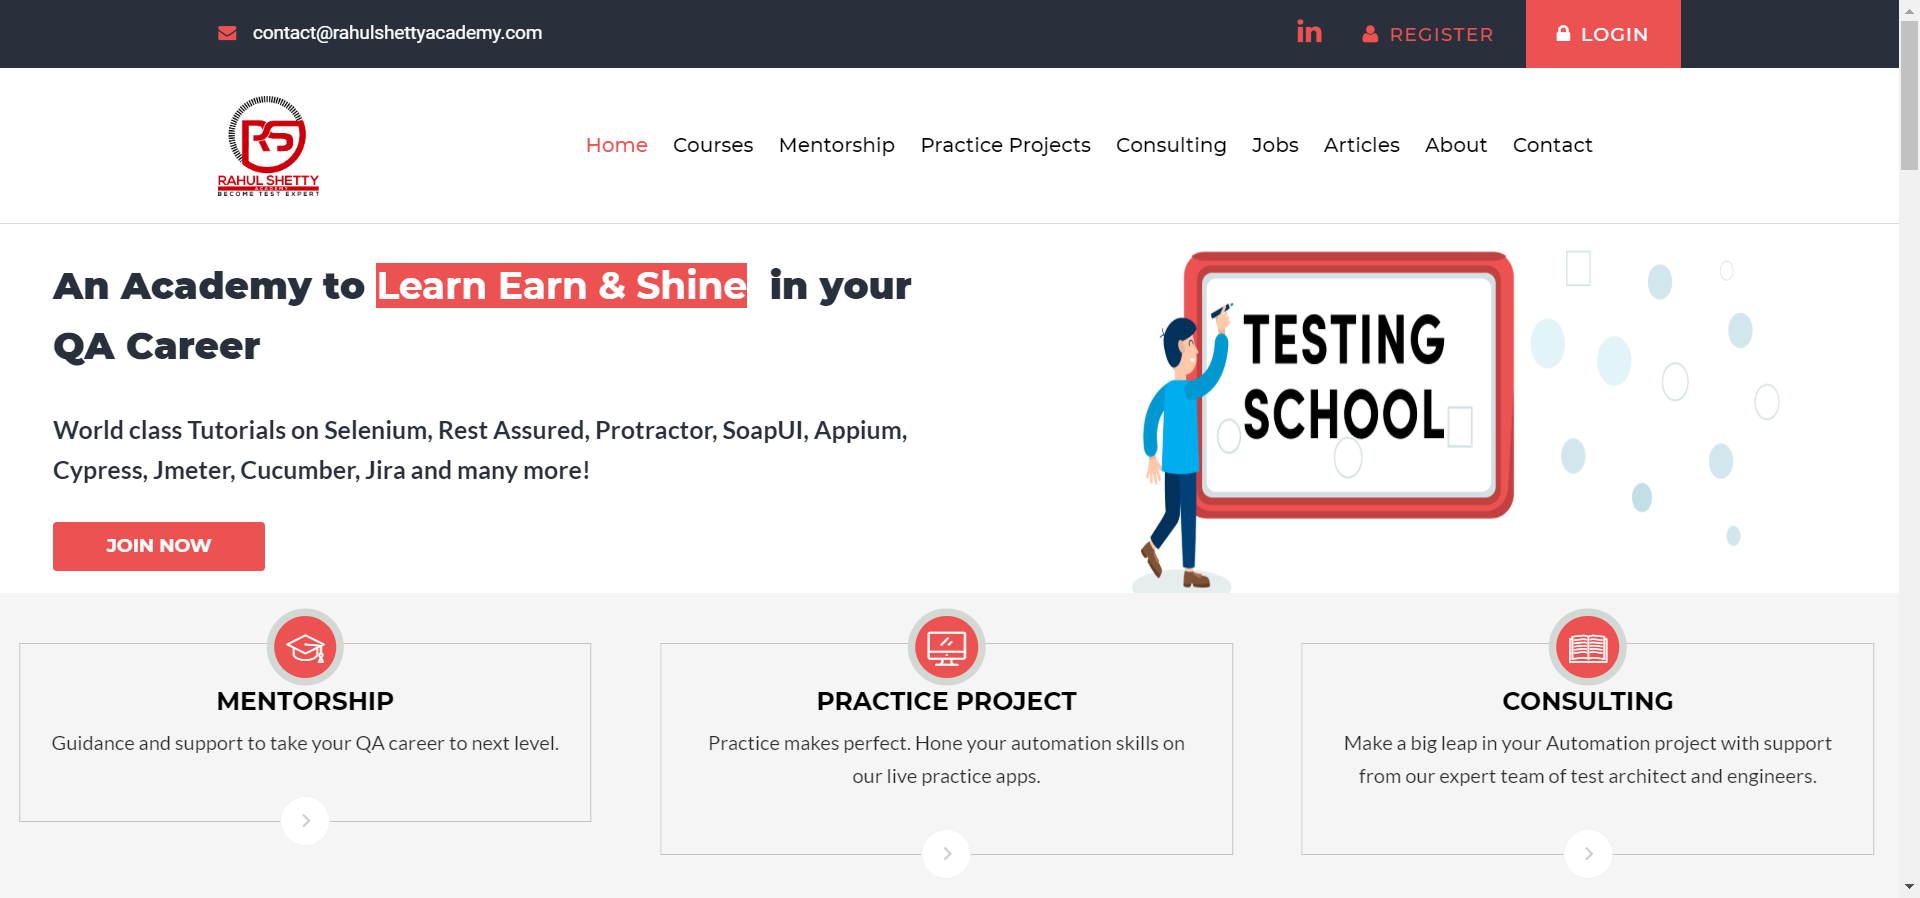 contact@rahulshettyacademy.com
REGISTER
LOGIN
RAHUL SHETTY
ACADEMY
BECOME TEST EXPERT
Home Courses Mentorship Practice Projects Consulting Jobs Articles About Contact
An Academy to Learn Earn & Shine in your
QA Career
World class Tutorials on Selenium, Rest Assured, Protractor, SoapUI, Appium,
Cypress, Jmeter, Cucumber, Jira and many more!
JOIN NOW
TESTING
SCHOOL
MENTORSHIP
Guidance and support to take your QA career to next level.
PRACTICE PROJECT
Practice makes perfect. Hone your automation skills on
our live practice apps.
CONSULTING
Make a big leap in your Automation project with support
from our expert team of test architect and engineers.